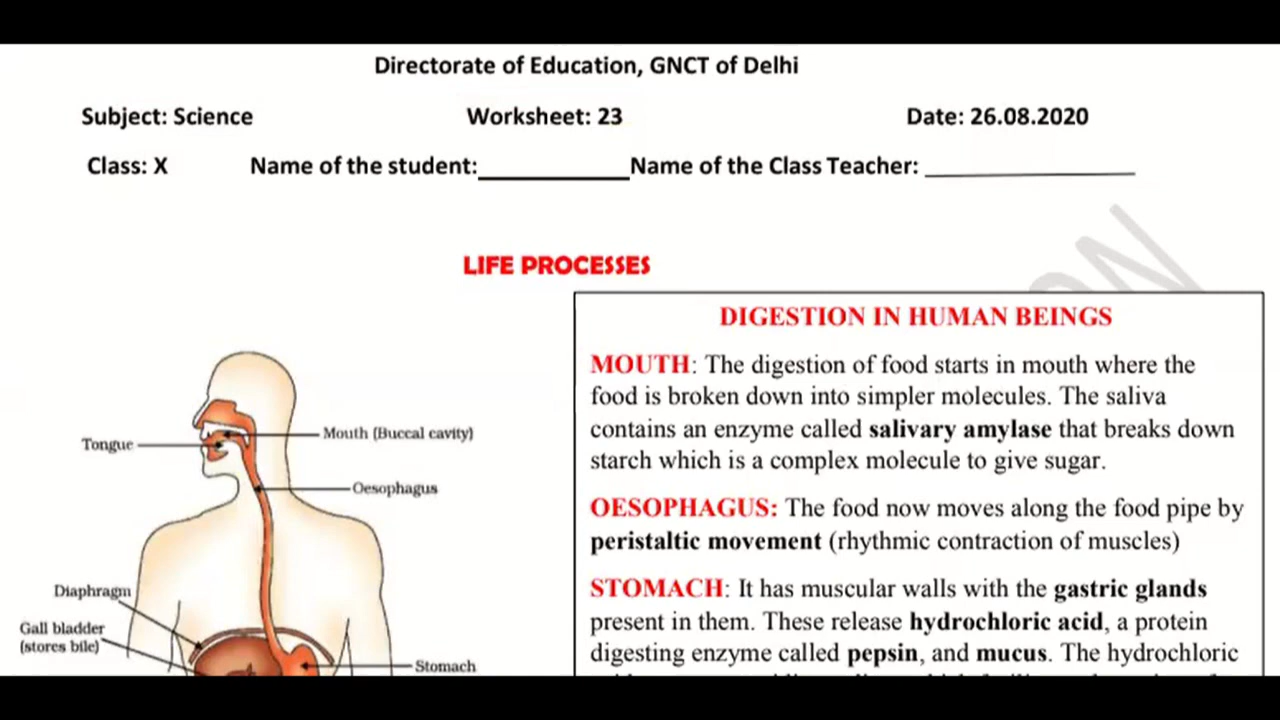 Directorate of Education, GNCT of Delhi
Subject: Science Worksheet: 23 Date: 26.08.2020
Class: X Name of the student:__________Name of the Class Teacher: ______________
LIFE PROCESSES
Tongue
Mouth (Buccal cavity)
Oesophagus
Diaphragm
Gall bladder
(stores bile)
Stomach
DIGESTION IN HUMAN BEINGS
MOUTH: The digestion of food starts in mouth where the
food is broken down into simpler molecules. The saliva
contains an enzyme called salivary amylase that breaks down
starch which is a complex molecule to give sugar.
OESOPHAGUS: The food now moves along the food pipe by
peristaltic movement (rhythmic contraction of muscles)
STOMACH: It has muscular walls with the gastric glands
present in them. These release hydrochloric acid, a protein
digesting enzyme called pepsin, and mucus. The hydrochloric